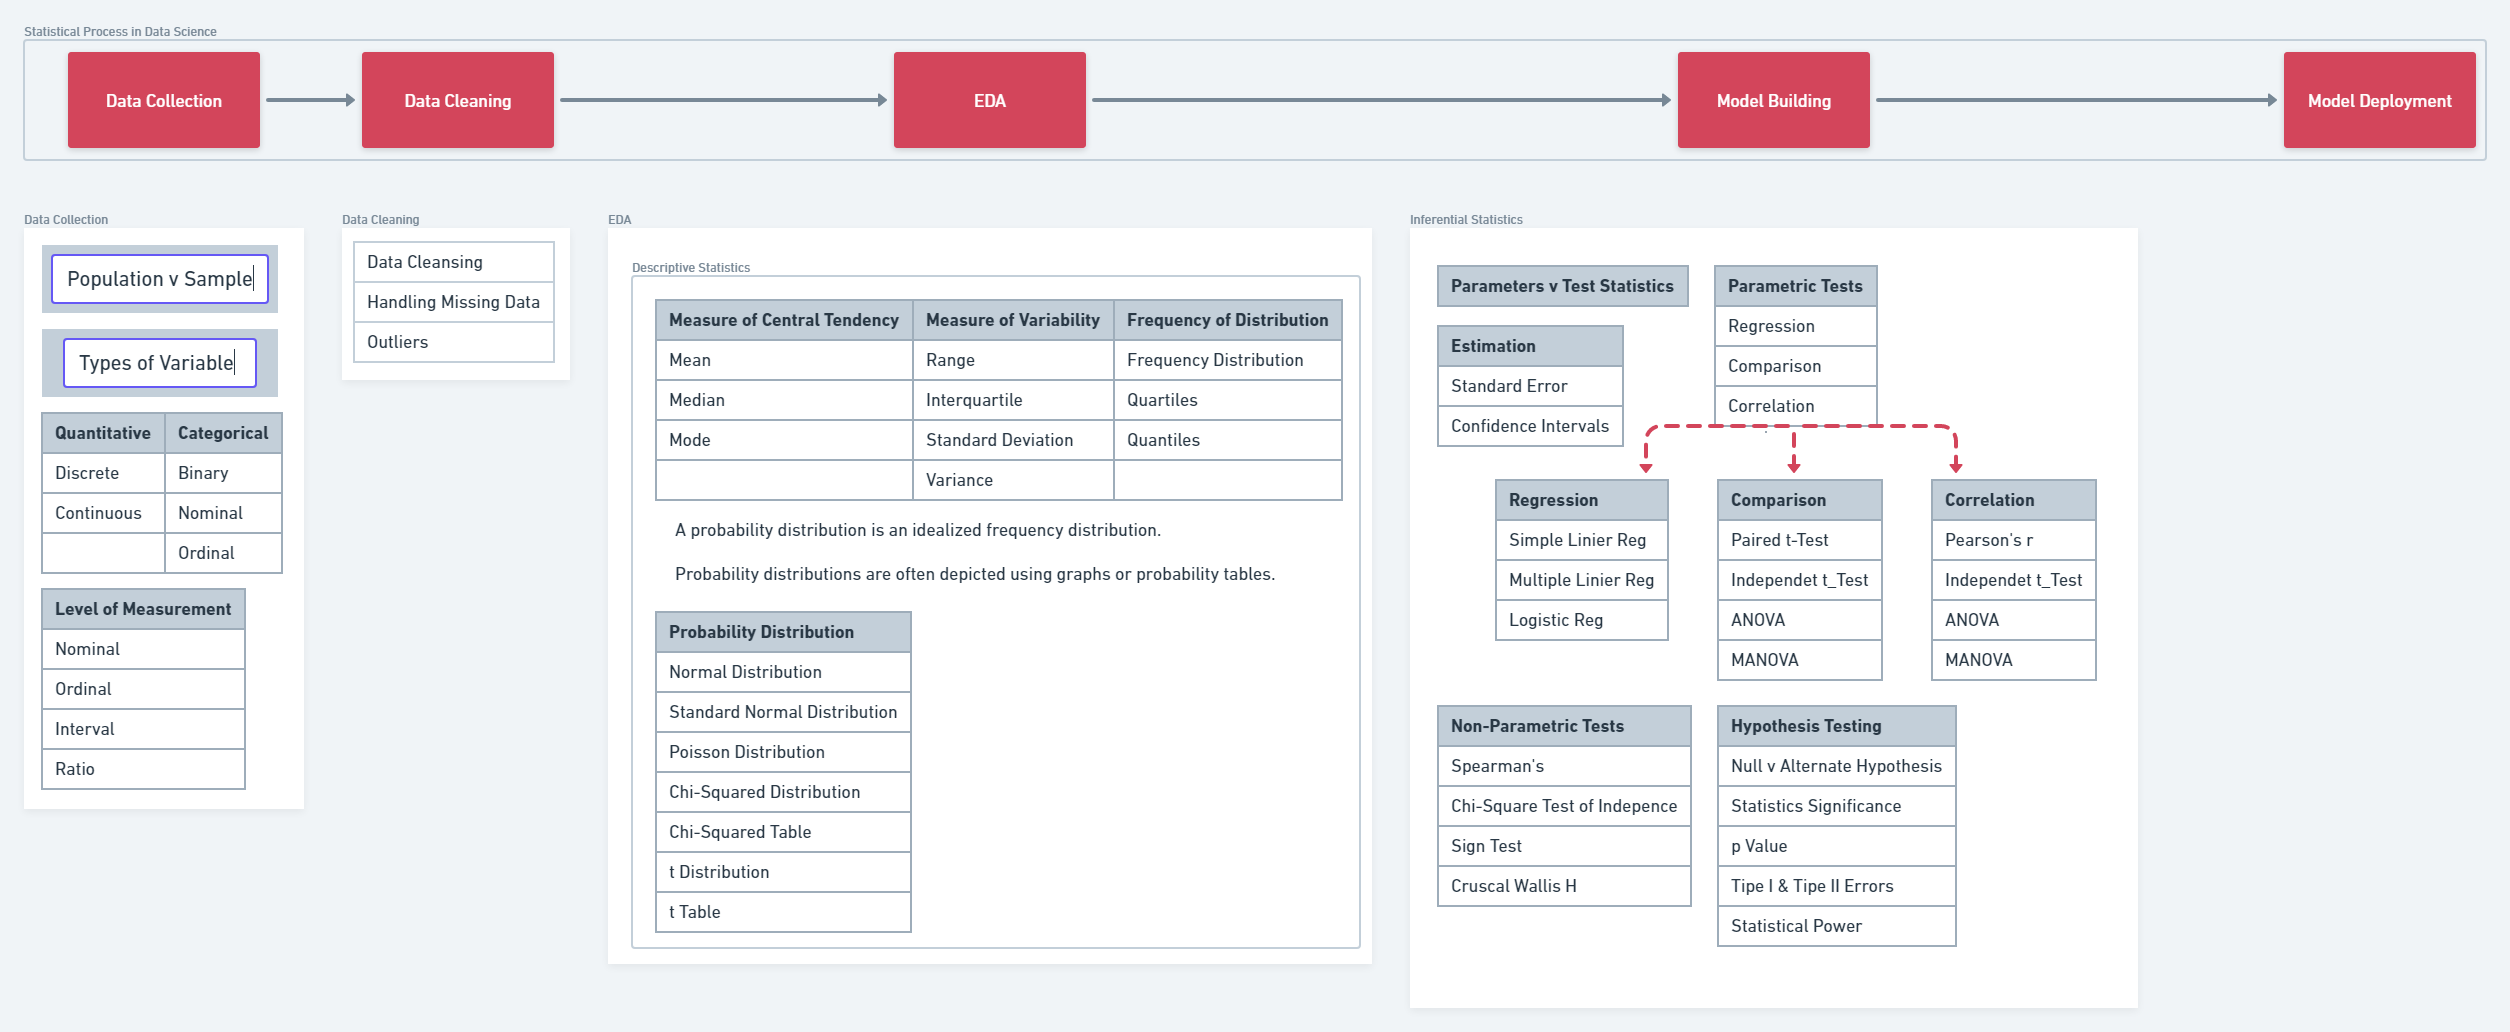 Statistical Process in Data Science
Data Collection
Data Cleaning
EDA
Model Building
Model Deployment
Data Collection
Population v Sample
Types of Variable
Quantitative Categorical
Discrete Binary
Continuous Nominal
Ordinal
Level of Measurement
Nominal
Ordinal
Interval
Ratio
Data Cleaning
Data Cleansing
Handling Missing Data
Outliers
EDA
Descriptive Statistics
Measure of Central Tendency Measure of Variability Frequency of Distribution
Mean Range Frequency Distribution
Median Interquartile Quartiles
Mode Standard Deviation Quantiles
Variance
A probability distribution is an idealized frequency distribution.
Probability distributions are often depicted using graphs or probability tables.
Probability Distribution
Normal Distribution
Standard Normal Distribution
Poisson Distribution
Chi-Squared Distribution
Chi-Squared Table
t Distribution
t Table
Inferential Statistics
Parameters v Test Statistics
Estimation
Standard Error
Confidence Intervals
Parametric Tests
Regression
Comparison
Correlation
Regression
Simple Linier Reg
Multiple Linier Reg
Logistic Reg
Comparison
Paired t-Test
Independet t_Test
ANOVA
MANOVA
Correlation
Pearson's r
Independet t_Test
ANOVA
MANOVA
Non-Parametric Tests
Spearman's
Chi-Square Test of Indepence
Sign Test
Cruscal Wallis H
Hypothesis Testing
Null v Alternate Hypothesis
Statistics Significance
p Value
Tipe I & Tipe II Errors
Statistical Power